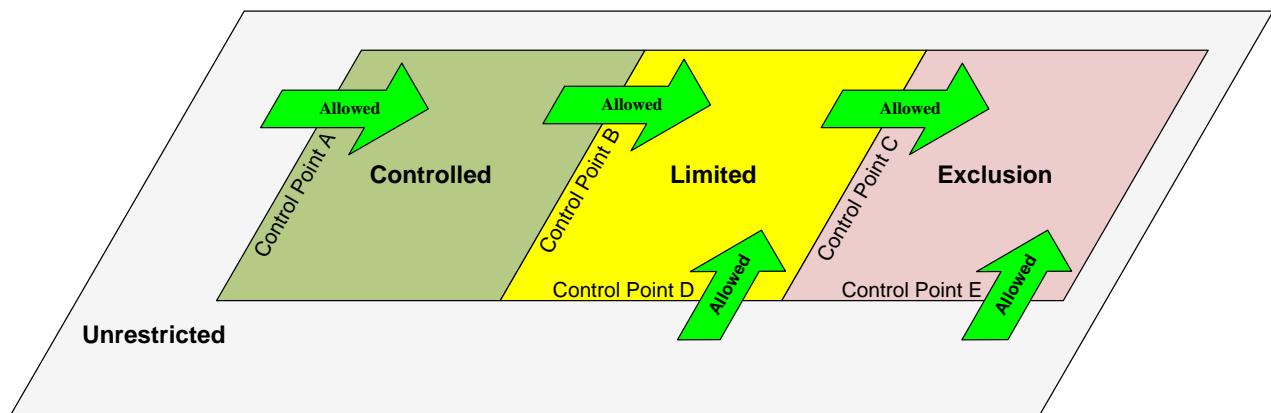 Allowed
Allowed
Allowed
Control Point A
Control Point B
Control Point C
Controlled
Limited
Exclusion
Control Point D
Allowed
Control Point E
Allowed
Unrestricted